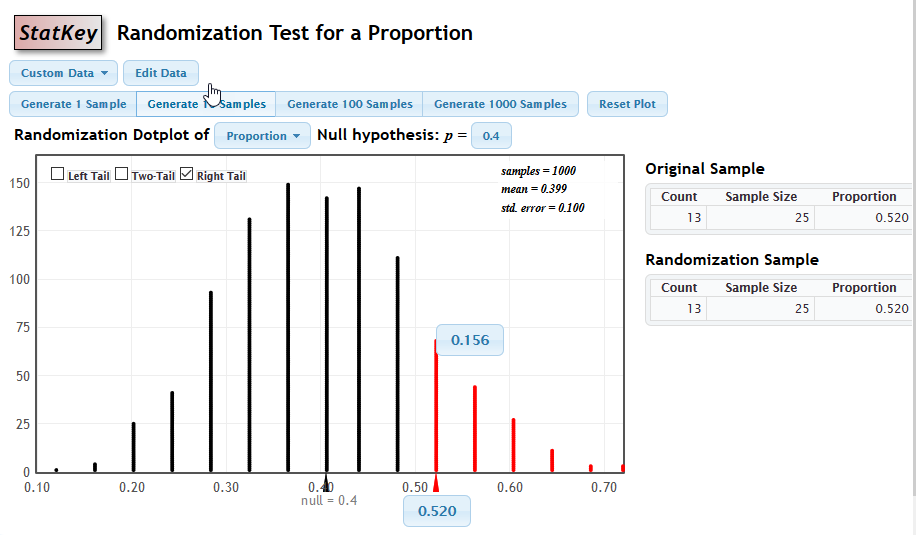 StatKey Randomization Test for a Proportion
Custom Data Edit Data
Generate 1 Sample Generate 1 Samples Generate 100 Samples Generate 1000 Samples Reset Plot
Randomization Dotplot of Proportion Null hypothesis: p = 0.4
Left Tail Two-Tail Right Tail
samples = 1000
mean = 0.399
std. error = 0.100
150
125
100
75
50
25
0
0.156
0.10 0.20 0.30 0.40 0.50 0.60 0.70
null = 0.4
0.520
Original Sample
Count Sample Size Proportion
13 25 0.520
Randomization Sample
Count Sample Size Proportion
13 25 0.520